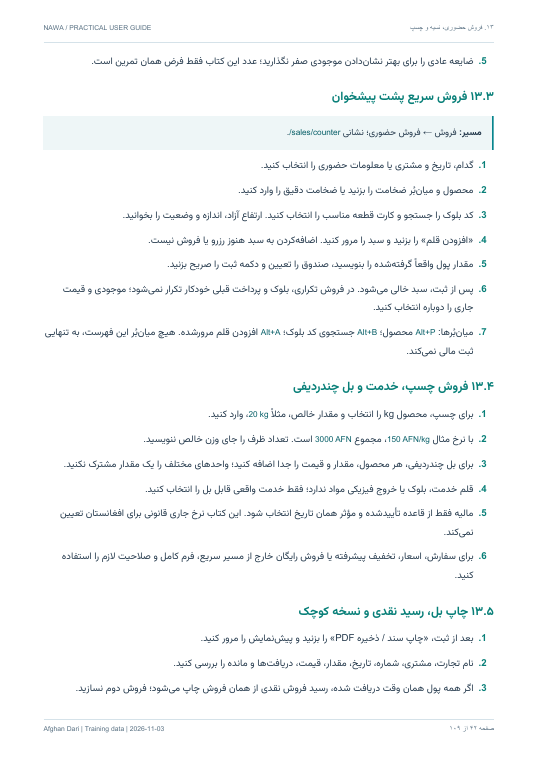 ۱۳. فروش حضوری، نسیه و چسپ
NAWA / PRACTICAL USER GUIDE
5. ضایعه عادی را برای بهتر نشان‌دادن موجودی صفر نگذارید؛ عدد این کتاب فقط فرض همان تمرین است.
۱۳.۳ فروش سریع پشت پیشخوان
مسیر: فروش ← فروش حضوری؛ نشانی /sales/counter.
1. گدام، تاریخ و مشتری یا معلومات حضوری را انتخاب کنید.
2. محصول و میان‌بُر ضخامت را بزنید یا ضخامت دقیق را وارد کنید.
3. کد بلوک را جستجو و کارت قطعه مناسب را انتخاب کنید. ارتفاع آزاد، اندازه و وضعیت را بخوانید.
4. «افزودن قلم» را بزنید و سبد را مرور کنید. اضافه‌کردن به سبد هنوز رزرو یا فروش نیست.
5. مقدار پول واقعاً گرفته‌شده را بنویسید، صندوق را تعیین و دکمه ثبت را صریح بزنید.
6. پس از ثبت، سبد خالی می‌شود. در فروش تکراری، بلوک و پرداخت قبلی خودکار تکرار نمی‌شود؛ موجودی و قیمت
جاری را دوباره انتخاب کنید.
7. میان‌بُرها: Alt+P محصول؛ Alt+B جستجوی کد بلوک؛ Alt+A افزودن قلم مرورشده. هیچ میان‌بُر این فهرست، به تنهایی
ثبت مالی نمی‌کند.
۱۳.۴ فروش چسپ، خدمت و بل چندردیفی
1. برای چسپ، محصول kg را انتخاب و مقدار خالص، مثلاً 20 kg، وارد کنید.
2. با نرخ مثال 150 AFN/kg، مجموع 3000 AFN است. تعداد ظرف را جای وزن خالص ننویسید.
3. برای بل چندردیفی، هر محصول، مقدار و قیمت را جدا اضافه کنید؛ واحدهای مختلف را یک مقدار مشترک نکنید.
4. قلم خدمت، بلوک یا خروج فیزیکی مواد ندارد؛ فقط خدمت واقعی قابل بل را انتخاب کنید.
5. مالیه فقط از قاعده تأییدشده و مؤثر همان تاریخ انتخاب شود. این کتاب نرخ جاری قانونی برای افغانستان تعیین
نمی‌کند.
6. برای سفارش، اسعار، تخفیف پیشرفته یا فروش رایگان خارج از مسیر سریع، فرم کامل و صلاحیت لازم را استفاده
کنید.
۱۳.۵ چاپ بل، رسید نقدی و نسخه کوچک
1. بعد از ثبت، «چاپ سند / ذخیره PDF» را بزنید و پیش‌نمایش را مرور کنید.
2. نام تجارت، مشتری، شماره، تاریخ، مقدار، قیمت، دریافت‌ها و مانده را بررسی کنید.
3. اگر همه پول همان وقت دریافت شده، رسید فروش نقدی از همان فروش چاپ می‌شود؛ فروش دوم نسازید.
صفحه ۴۲ از ۱۰۹
Afghan Dari | Training data | 2026-11-03